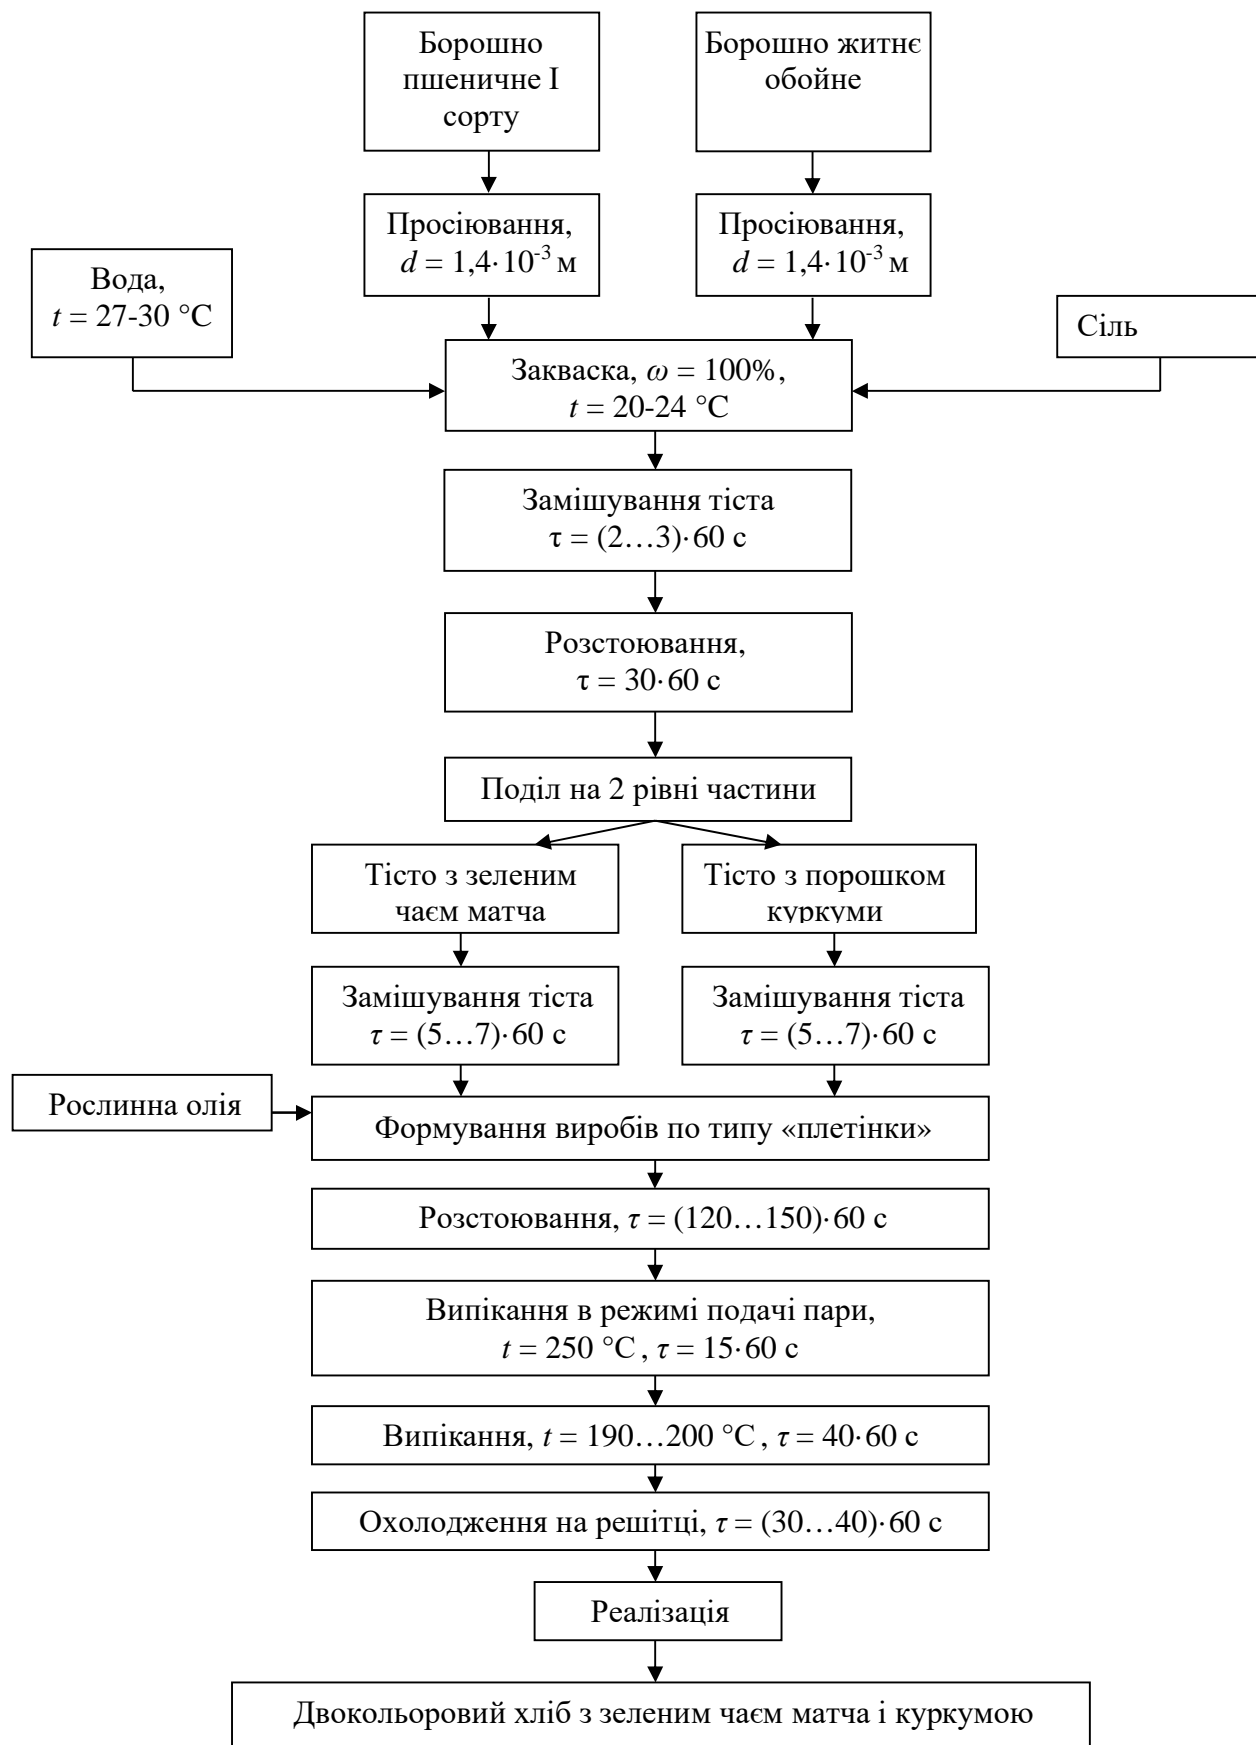 Борошно
пшеничне І
сорту
Борошно житнє
обойне
Просіювання,
d = 1,4·10⁻³ м
Просіювання,
d = 1,4·10⁻³ м
Вода,
t = 27-30 °С
Сіль
Закваска, ω = 100%,
t = 20-24 °С
Замішування тіста
τ = (2…3)·60 с
Розстоювання,
τ = 30·60 с
Поділ на 2 рівні частини
Тісто з зеленим
чаєм матча
Тісто з порошком
куркуми
Замішування тіста
τ = (5…7)·60 с
Замішування тіста
τ = (5…7)·60 с
Рослинна олія
Формування виробів по типу «плетінки»
Розстоювання, τ = (120…150)·60 с
Випікання в режимі подачі пари,
t = 250 °С, τ = 15·60 с
Випікання, t = 190…200 °С, τ = 40·60 с
Охолодження на решітці, τ = (30…40)·60 с
Реалізація
Двокольоровий хліб з зеленим чаєм матча і куркумою